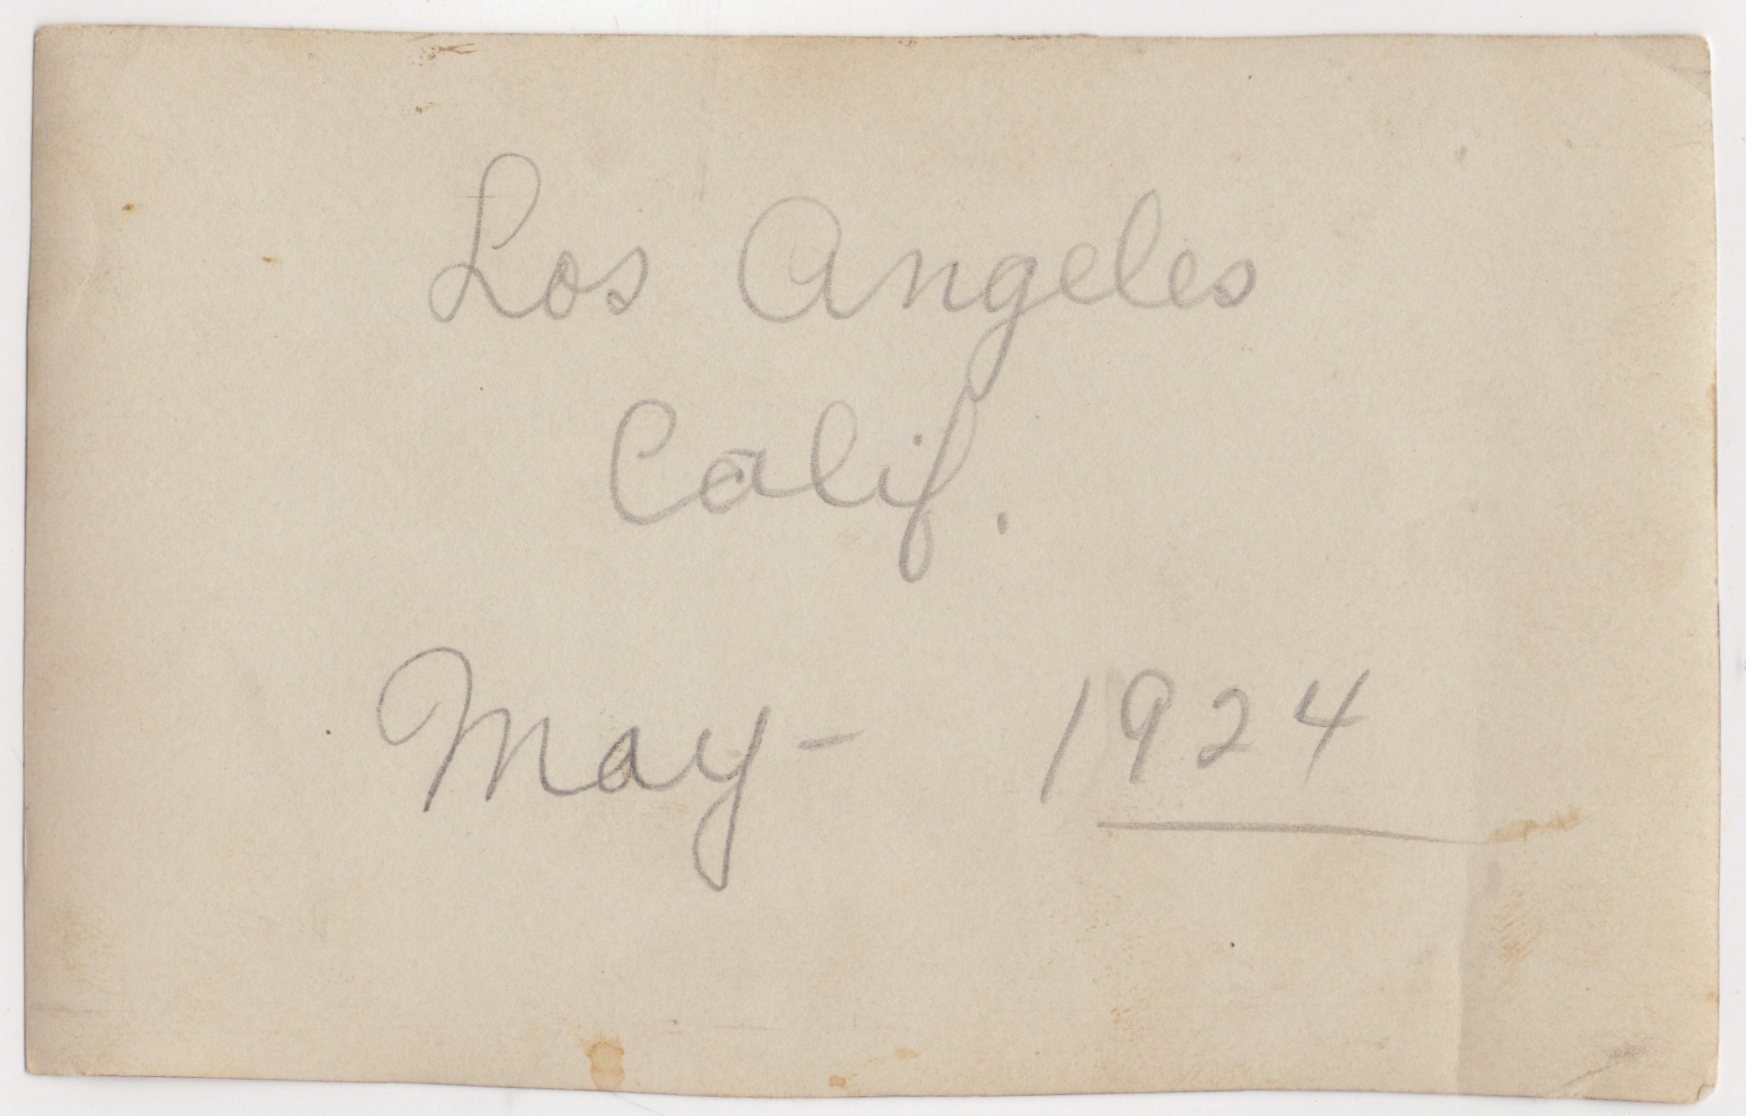 Los Angeles
Calif.
May - 1924